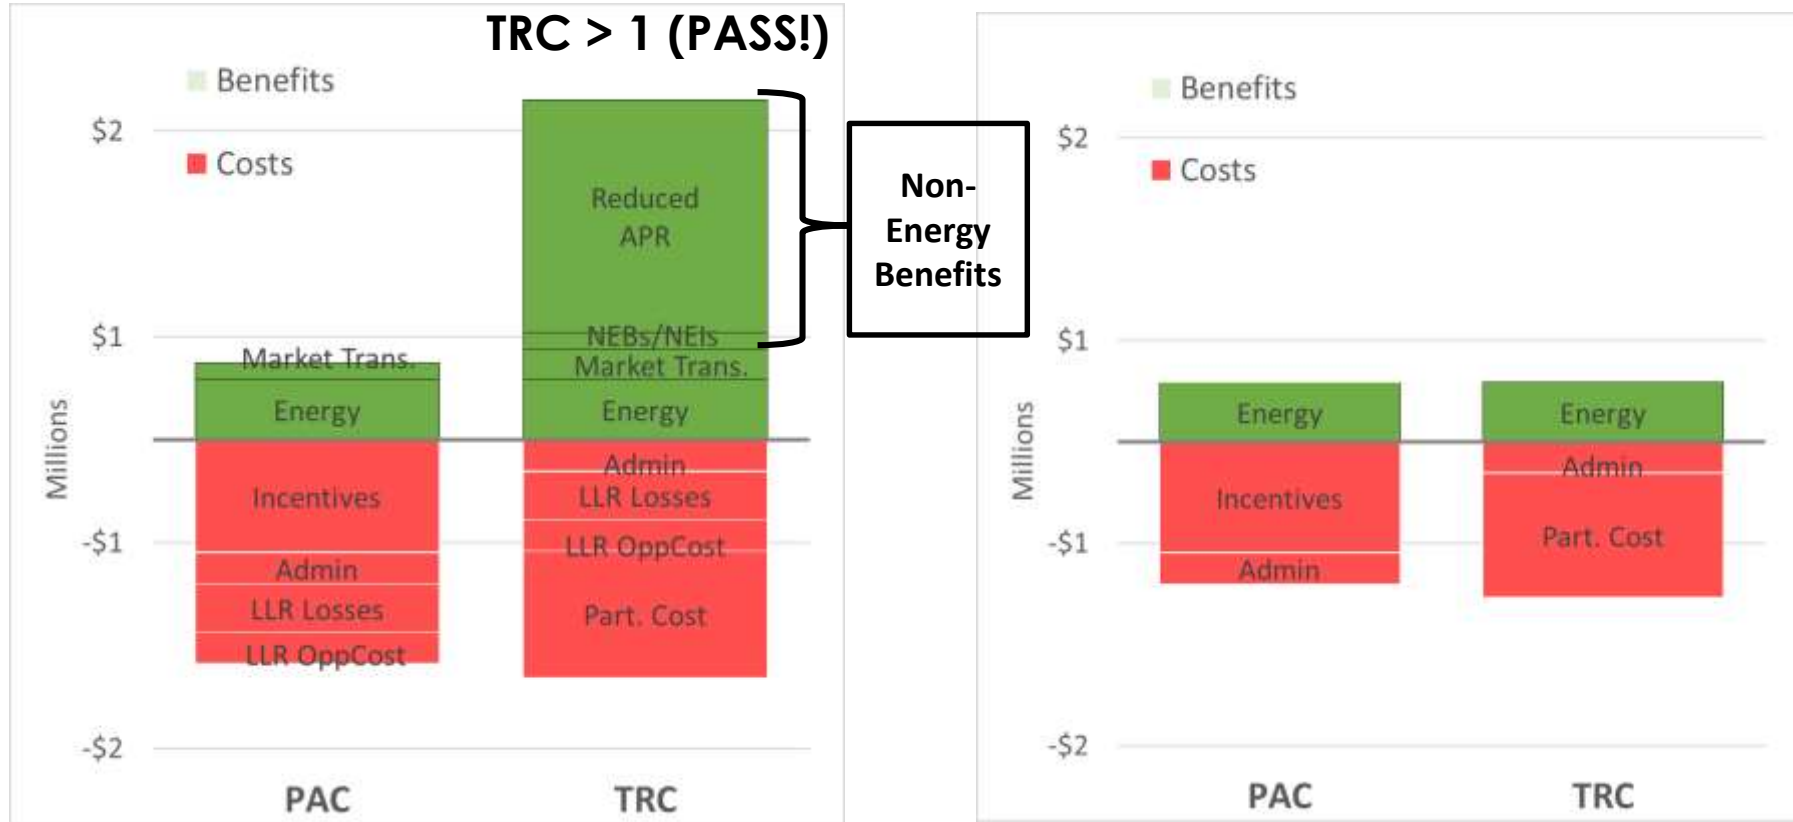 TRC > 1 (PASS!)
Benefits
Costs
$2
$1
-$1
-$2
Millions
Market Trans.
Energy
Incentives
Admin
LLR Losses
LLR OppCost
Reduced
APR
NEBs/NEIs
Market Trans.
Energy
Admin
LLR Losses
LLR OppCost
Part. Cost
PAC
TRC
Non-
Energy
Benefits
Benefits
Costs
$2
$1
-$1
-$2
Millions
Energy
Incentives
Admin
Energy
Admin
Part. Cost
PAC
TRC